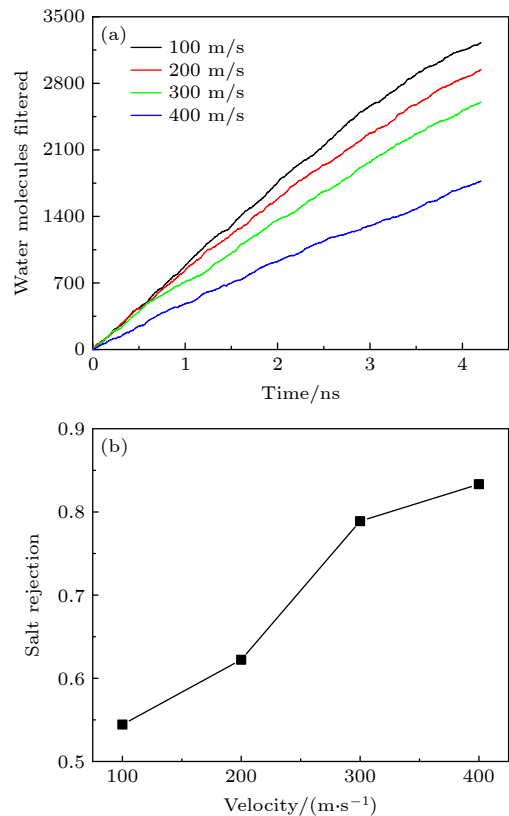 (a)
100 m/s
200 m/s
300 m/s
400 m/s
3500
2800
2100
1400
700
0
Water molecules filtered
0
1
2
3
4
Time/ns
(b)
0.9
0.8
0.7
0.6
0.5
Salt rejection
100
200
300
400
Velocity/(m·s⁻¹)